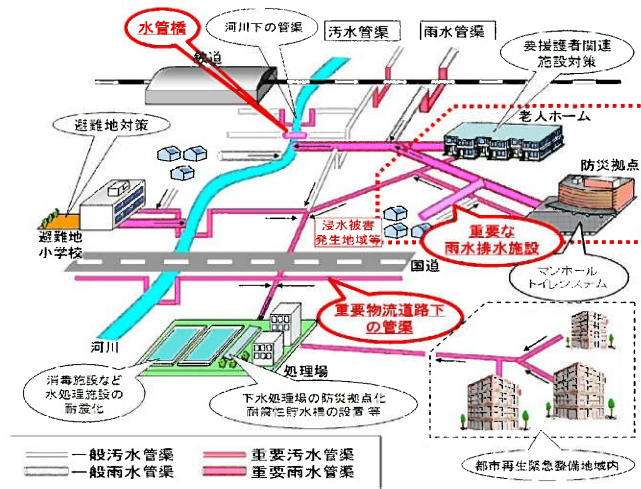 水管橋
河川下の管渠
汚水管渠
雨水管渠
要援護者関連
施設対策
鉄道
避難地対策
老人ホーム
防災拠点
浸水被害
発生地域等
重要な
雨水排水施設
避難地
小学校
国道
マンホール
トイレシステム
重要物流道路下
の管渠
河川
処理場
消毒施設など
水処理施設の
耐震化
下水処理場の防災拠点化
耐腐性貯水槽の設置 等
都市再生緊急整備地域内
一般汚水管渠
重要汚水管渠
一般雨水管渠
重要雨水管渠